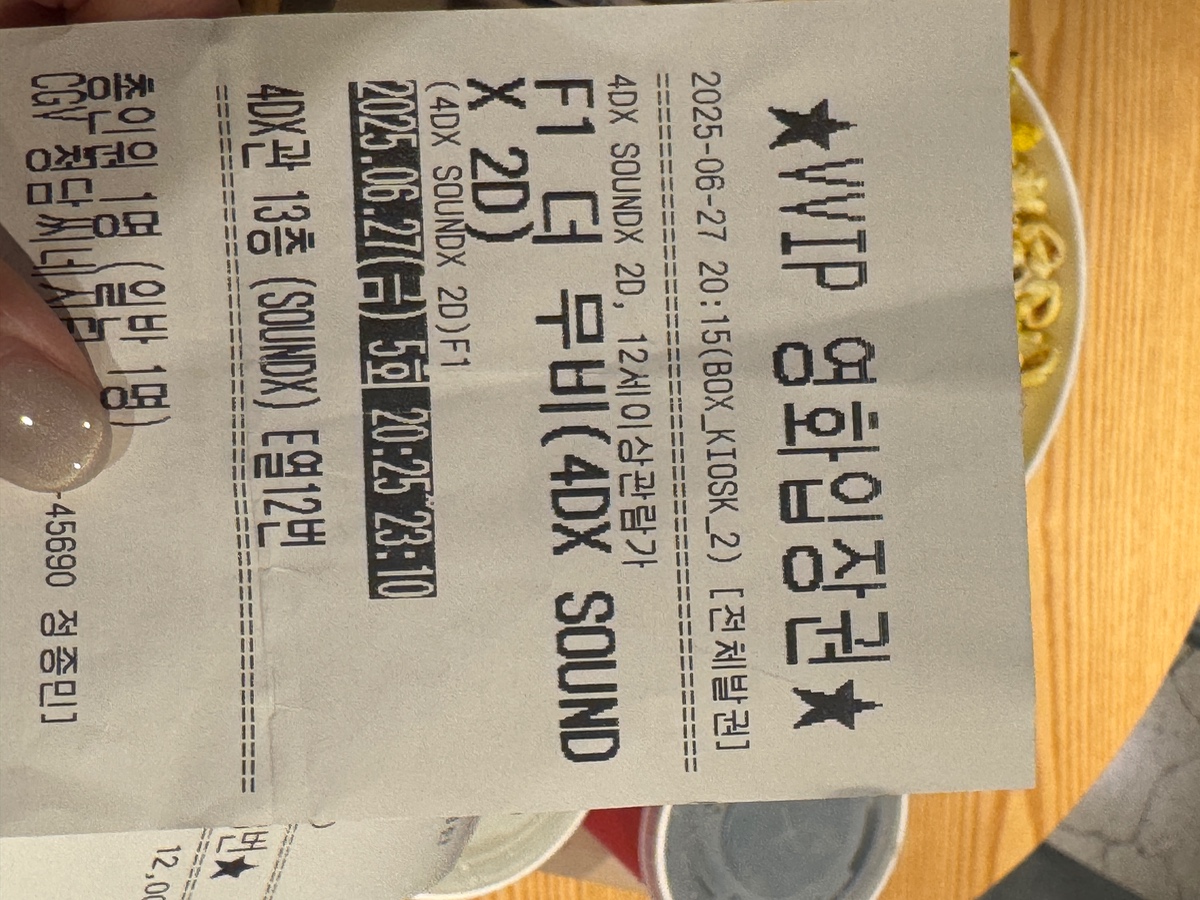 ★VVIP 영화입장권★
2025-06-27 20:15(BOX_KIOSK_2) [전체발권]
================================
4DX SOUNDX 2D, 12세이상관람가
F1 더 무비(4DX SOUND
X 2D)
(4DX SOUNDX 2D)F1
2025.06.27(금) 5회 20:25~23:10
4DX관 13층 (SOUNDX) E열12번
================================
총인원 1명 (일반 1명)
CGV 청담씨네시티
-45690 정종민]
번★
12,00